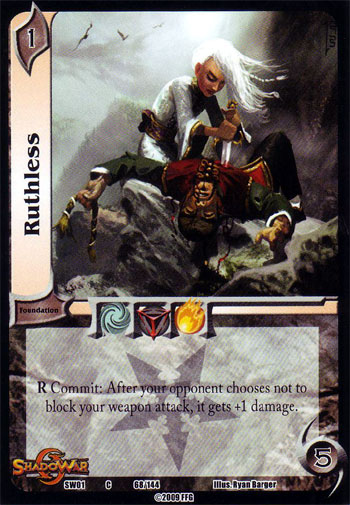 1
Ruthless
Foundation
R Commit: After your opponent chooses not to
block your weapon attack, it gets +1 damage.
5
ShadoWar
SW01 C 68/144 Illus. Ryan Barger
©2009 FFG